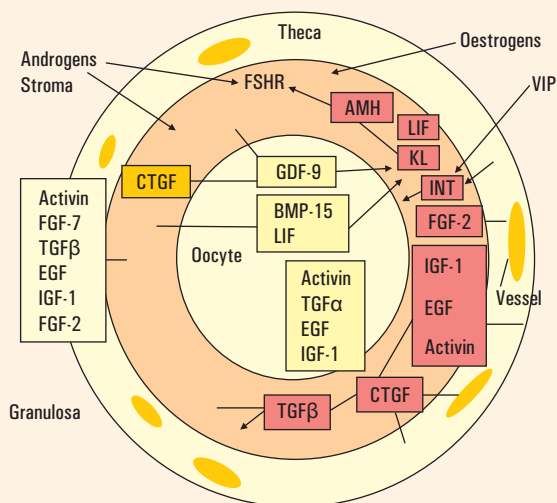 Theca
Androgens
Stroma
Oestrogens
FSHR
VIP
AMH
LIF
KL
CTGF
GDF-9
INT
BMP-15
LIF
FGF-2
Activin
FGF-7
TGFβ
EGF
IGF-1
FGF-2
Oocyte
IGF-1
EGF
Activin
Activin
TGFα
EGF
IGF-1
Vessel
Granulosa
TGFβ
CTGF